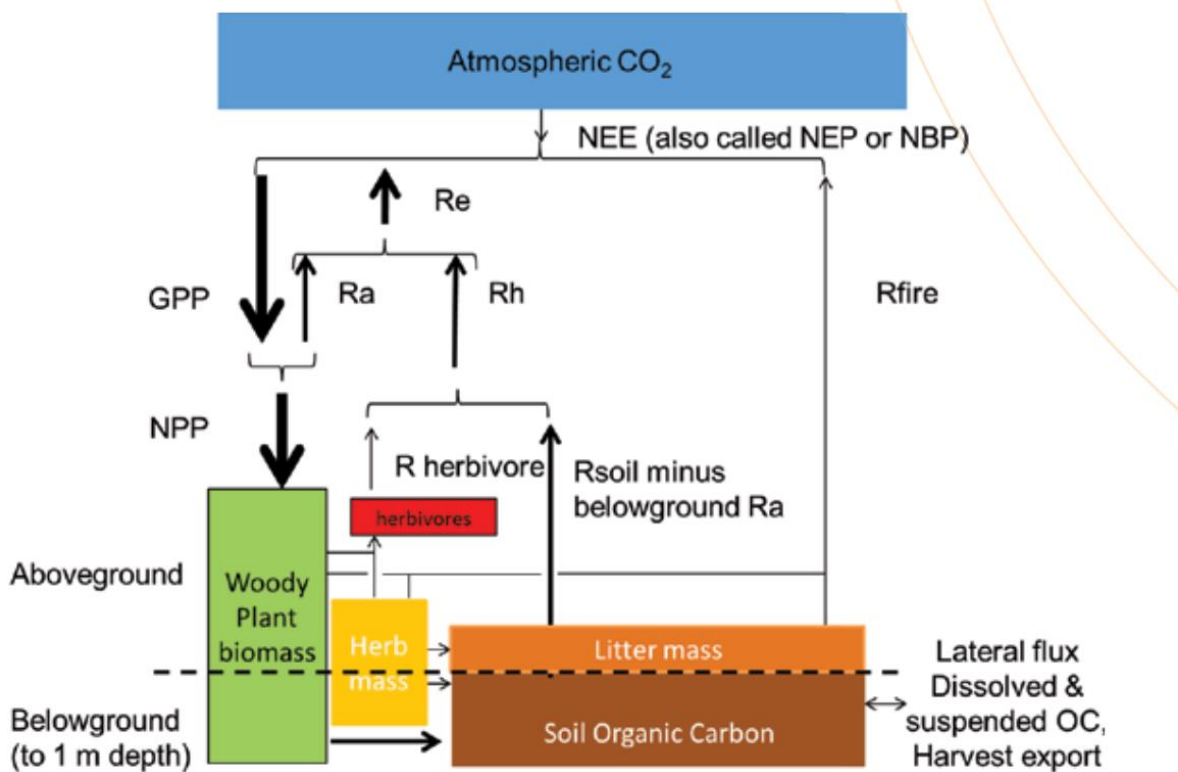 Atmospheric CO₂
NEE (also called NEP or NBP)
Re
GPP
Ra
Rh
Rfire
NPP
R herbivore
Rsoil minus
belowground Ra
herbivores
Aboveground
Woody
Plant
biomass
Herb
mass
Litter mass
Soil Organic Carbon
Lateral flux
Dissolved &
suspended OC,
Harvest export
Belowground
(to 1 m depth)